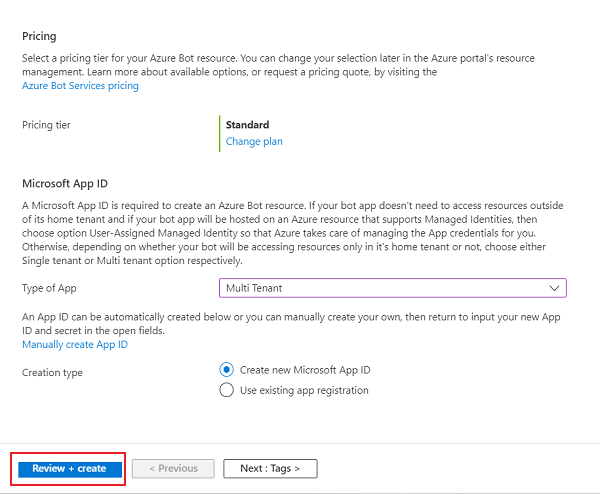 Pricing
Select a pricing tier for your Azure Bot resource. You can change your selection later in the Azure portal's resource
management. Learn more about available options, or request a pricing quote, by visiting the
Azure Bot Services pricing
Pricing tier
Standard
Change plan
Microsoft App ID
A Microsoft App ID is required to create an Azure Bot resource. If your bot app doesn't need to access resources outside
of its home tenant and if your bot app will be hosted on an Azure resource that supports Managed Identities, then
choose option User-Assigned Managed Identity so that Azure takes care of managing the App credentials for you.
Otherwise, depending on whether your bot will be accessing resources only in it's home tenant or not, choose either
Single tenant or Multi tenant option respectively.
Type of App
Multi Tenant
An App ID can be automatically created below or you can manually create your own, then return to input your new App
ID and secret in the open fields.
Manually create App ID
Creation type
Create new Microsoft App ID
Use existing app registration
Review + create
< Previous
Next : Tags >